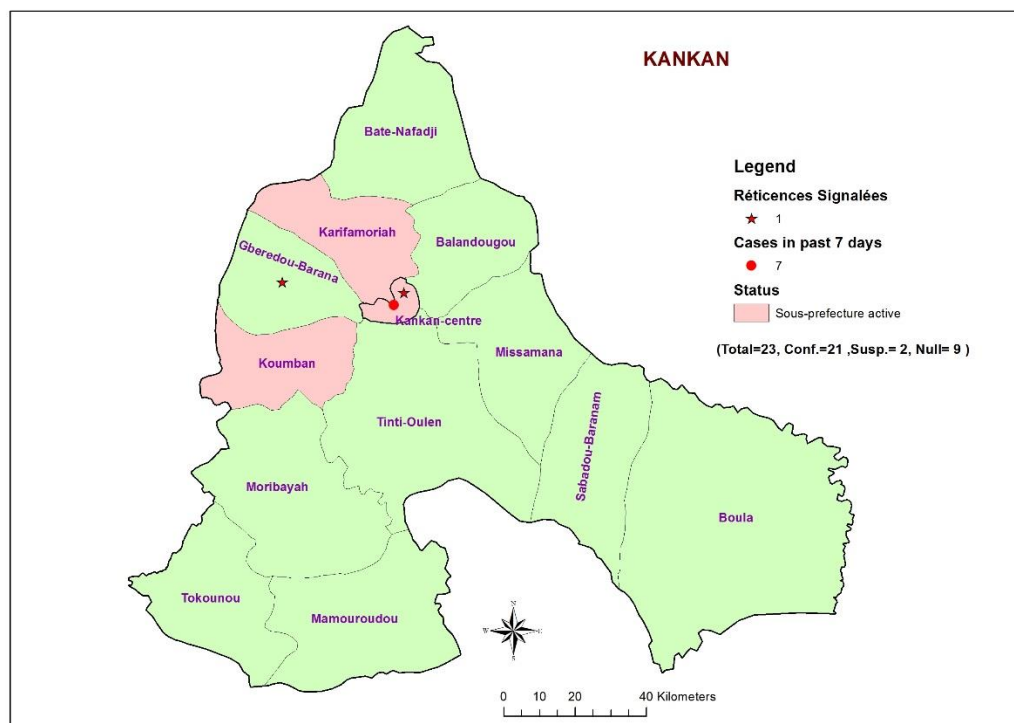 KANKAN
Bate-Nafadji
Legend
Réticences Signalées
1
Cases in past 7 days
7
Status
Sous-prefecture active
(Total=23, Conf.=21 ,Susp.= 2, Null= 9 )
Karifamoriah
Balandougou
Gberedou-Barana
Kankan-centre
Missamana
Koumban
Tinti-Oulen
Sabadou-Baranam
Moribayah
Boula
Tokounou
Mamouroudou
N
W
E
S
0 10 20 40 Kilometers